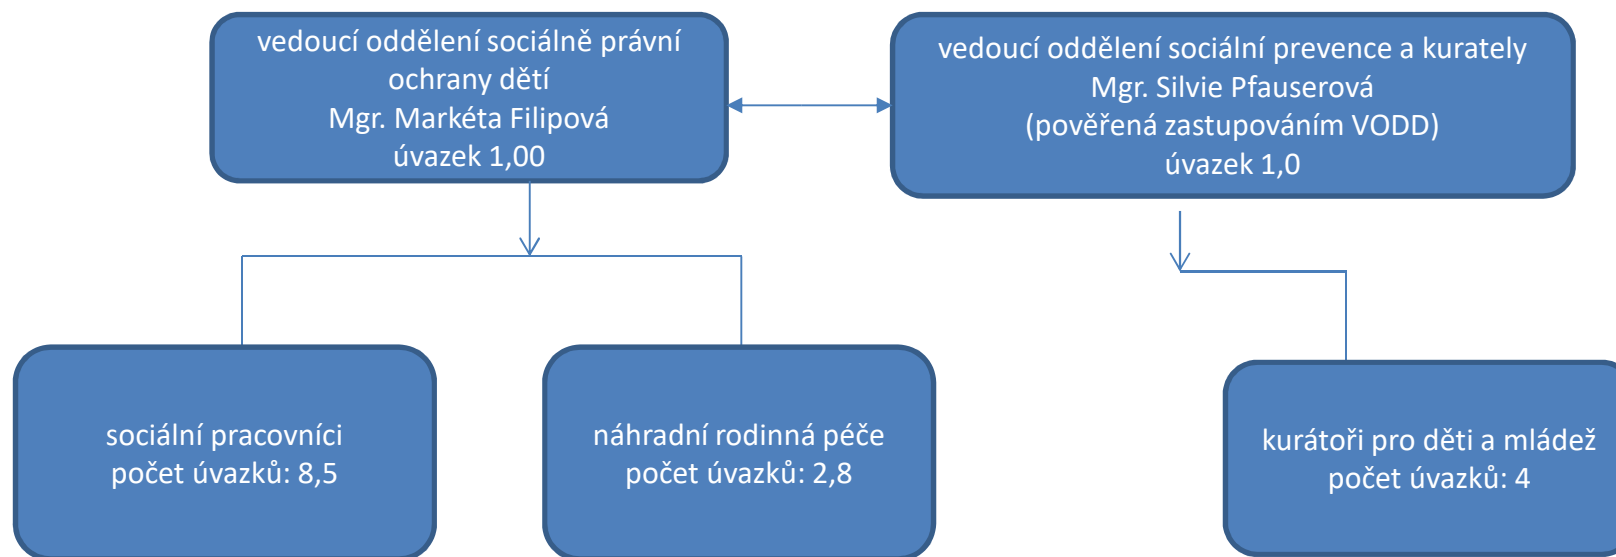 vedoucí oddělení sociálně právní
ochrany dětí
Mgr. Markéta Filipová
úvazek 1,00
vedoucí oddělení sociální prevence a kurately
Mgr. Silvie Pfauserová
(pověřená zastupováním VODD)
úvazek 1,0
sociální pracovníci
počet úvazků: 8,5
náhradní rodinná péče
počet úvazků: 2,8
kurátoři pro děti a mládež
počet úvazků: 4